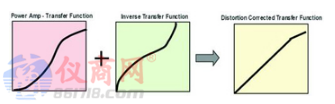 Power Amp - Transfer Function
Inverse Transfer Function
Distortion Corrected Transfer Function
仪商网